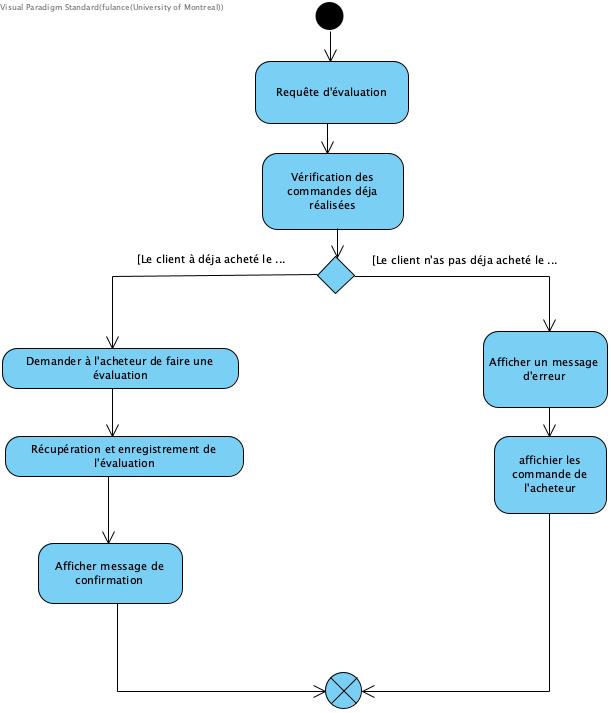 Visual Paradigm Standard(fulance(University of Montreal))
Requête d'évaluation
Vérification des
commandes déja
réalisées
[Le client à déja acheté le ...
[Le client n'as pas déja acheté le ...
Demander à l'acheteur de faire une
évaluation
Afficher un message
d'erreur
Récupération et enregistrement de
l'évaluation
affichier les
commande de
l'acheteur
Afficher message de
confirmation